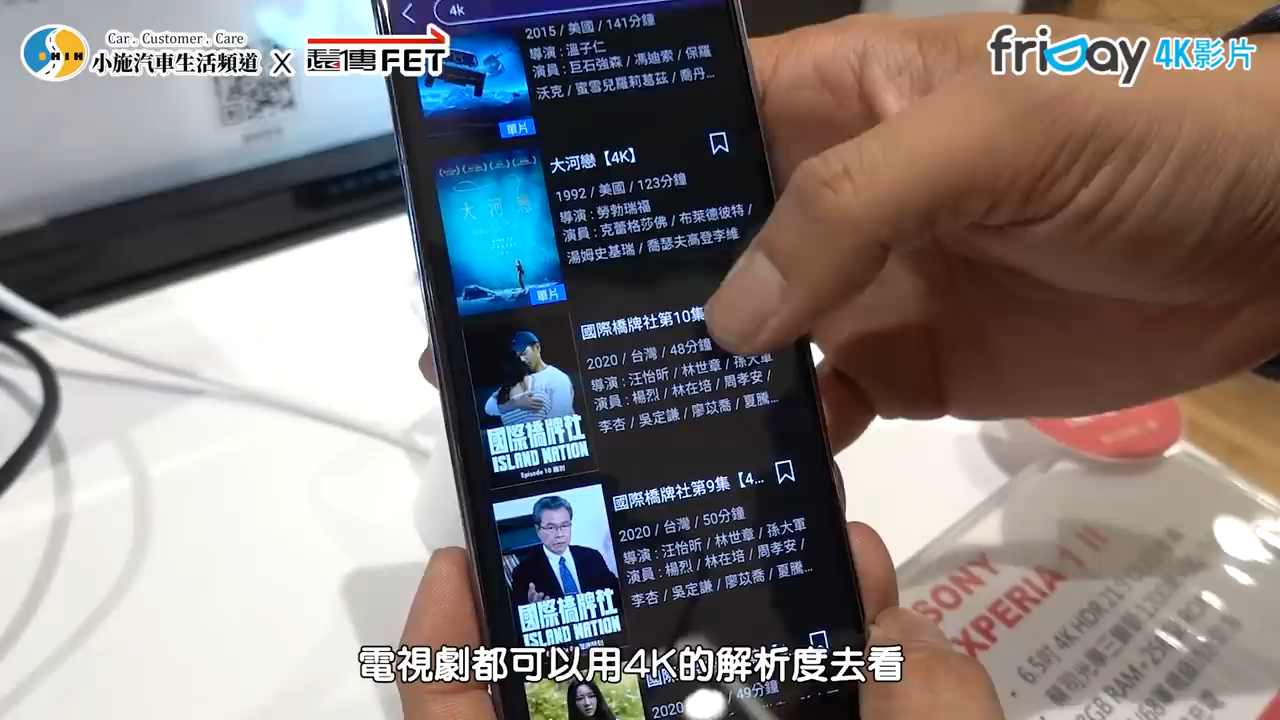 Car . Customer . Care
SHIH
小施汽車生活頻道 X 遠傳FET
friDay 4K影片
4k
2015 / 美國 / 141分鐘
導演 : 溫子仁
演員 : 巨石強森 / 馮迪索 / 保羅
沃克 / 蜜雪兒羅莉葛茲 / 喬丹...
單片
大河戀【4K】
1992 / 美國 / 123分鐘
導演 : 勞勃瑞福
演員 : 克蕾格莎佛 / 布萊德彼特 /
湯姆史基瑞 / 喬瑟夫高登李維
大河戀
單片
國際橋牌社第10集
2020 / 台灣 / 48分鐘
導演 : 汪怡昕 / 林世章 / 孫大軍
演員 : 楊烈 / 林在培 / 周孝安 /
李杏 / 吳定謙 / 廖苡喬 / 夏騰...
國際橋牌社
ISLAND NATION
Episode 10
國際橋牌社第9集【4...
2020 / 台灣 / 50分鐘
導演 : 汪怡昕 / 林世章 / 孫大軍
演員 : 楊烈 / 林在培 / 周孝安 /
李杏 / 吳定謙 / 廖苡喬 / 夏騰...
國際橋牌社
ISLAND NATION
2020
49分鐘
SONY
XPERIA 1 II
電視劇都可以用4K的解析度去看